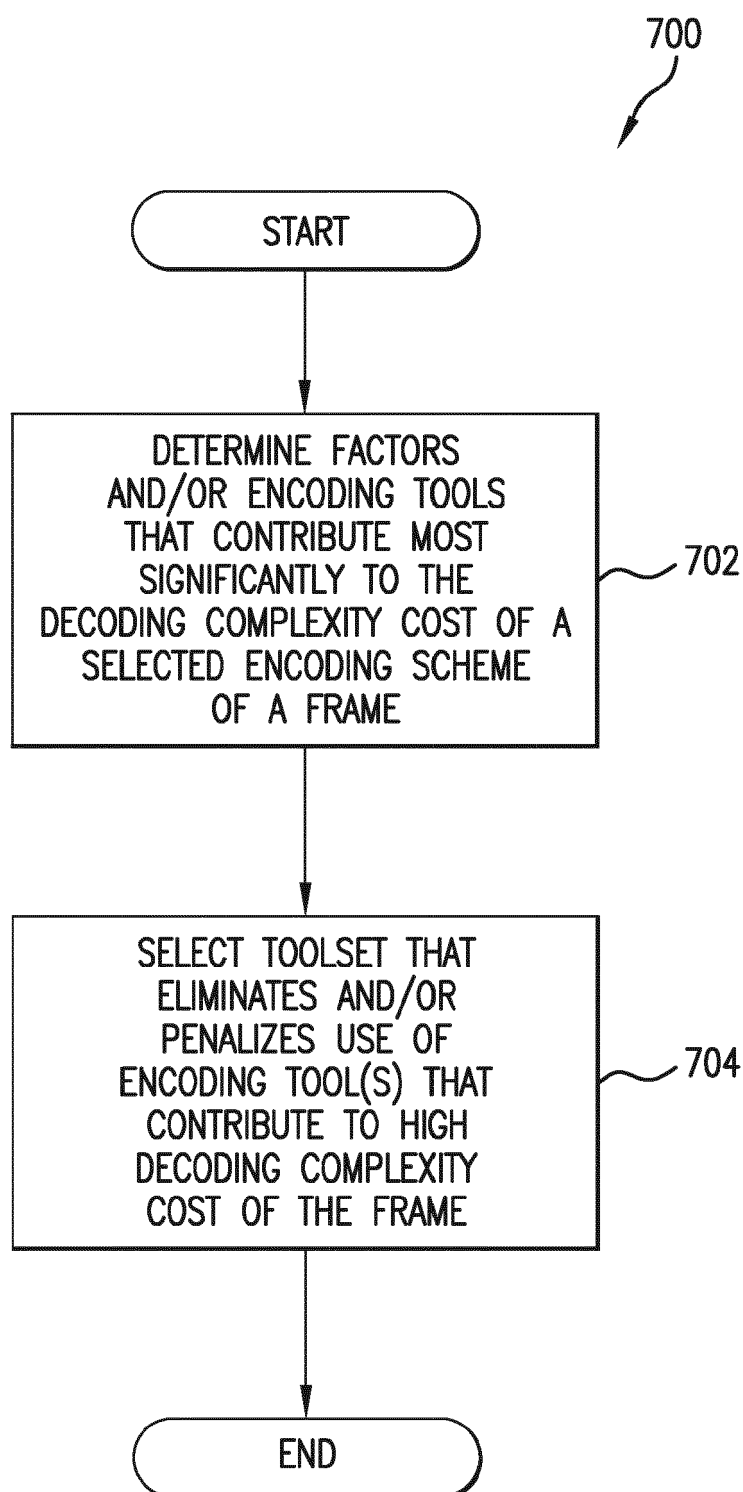 700
START
DETERMINE FACTORS
AND/OR ENCODING TOOLS
THAT CONTRIBUTE MOST
SIGNIFICANTLY TO THE
DECODING COMPLEXITY COST OF A
SELECTED ENCODING SCHEME
OF A FRAME
702
SELECT TOOLSET THAT
ELIMINATES AND/OR
PENALIZES USE OF
ENCODING TOOL(S) THAT
CONTRIBUTE TO HIGH
DECODING COMPLEXITY
COST OF THE FRAME
704
END